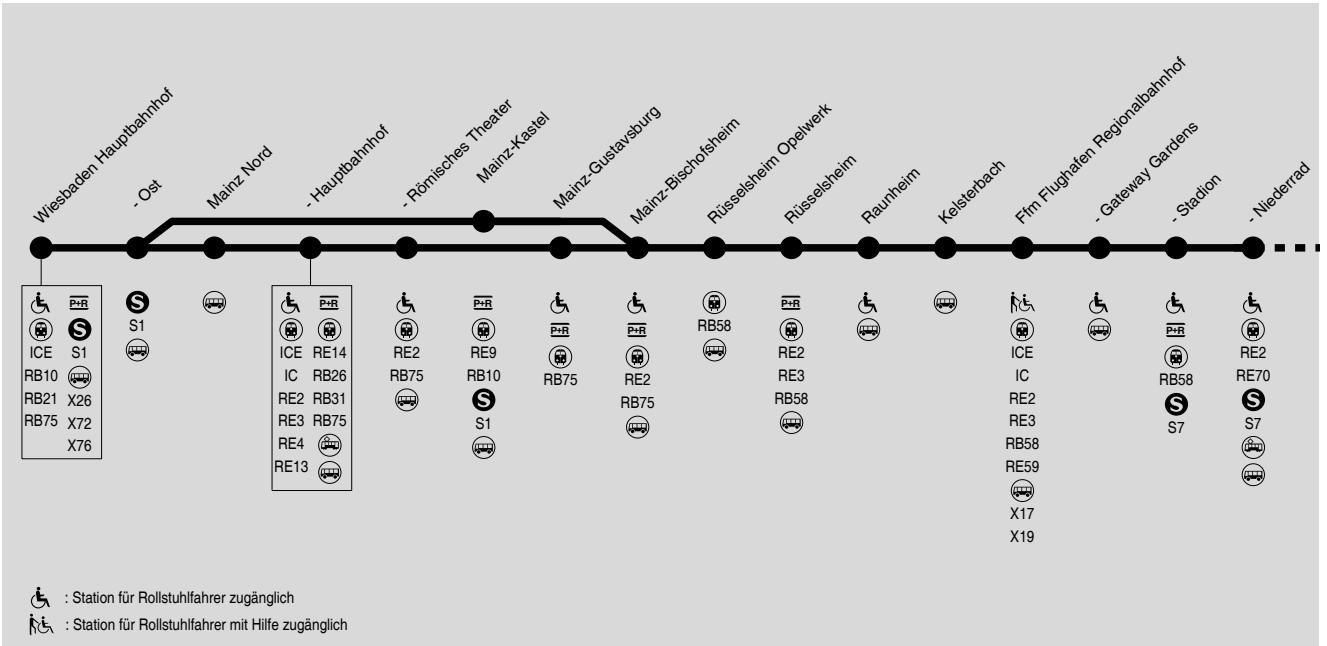 Wiesbaden Hauptbahnhof
- Ost
Mainz Nord
- Hauptbahnhof
- Römisches Theater
Mainz-Kastel
Mainz-Gustavsburg
Mainz-Bischofsheim
Rüsselsheim Opelwerk
Rüsselsheim
Raunheim
Kelsterbach
Ffm Flughafen Regionalbahnhof
- Gateway Gardens
- Stadion
- Niederrad
P+R
S
ICE S1
RB10
RB21 X26
RB75 X72
X76
S
S1
P+R
ICE RE14
IC RB26
RE2 RB31
RE3 RB75
RE4
RE13
RE2
RB75
P+R
RE9
RB10
S
S1
P+R
RB75
P+R
RE2
RB75
RB58
P+R
RE2
RE3
RB58
ICE
IC
RE2
RE3
RB58
RE59
X17
X19
P+R
RB58
S
S7
RE2
RE70
S
S7
: Station für Rollstuhlfahrer zugänglich
: Station für Rollstuhlfahrer mit Hilfe zugänglich